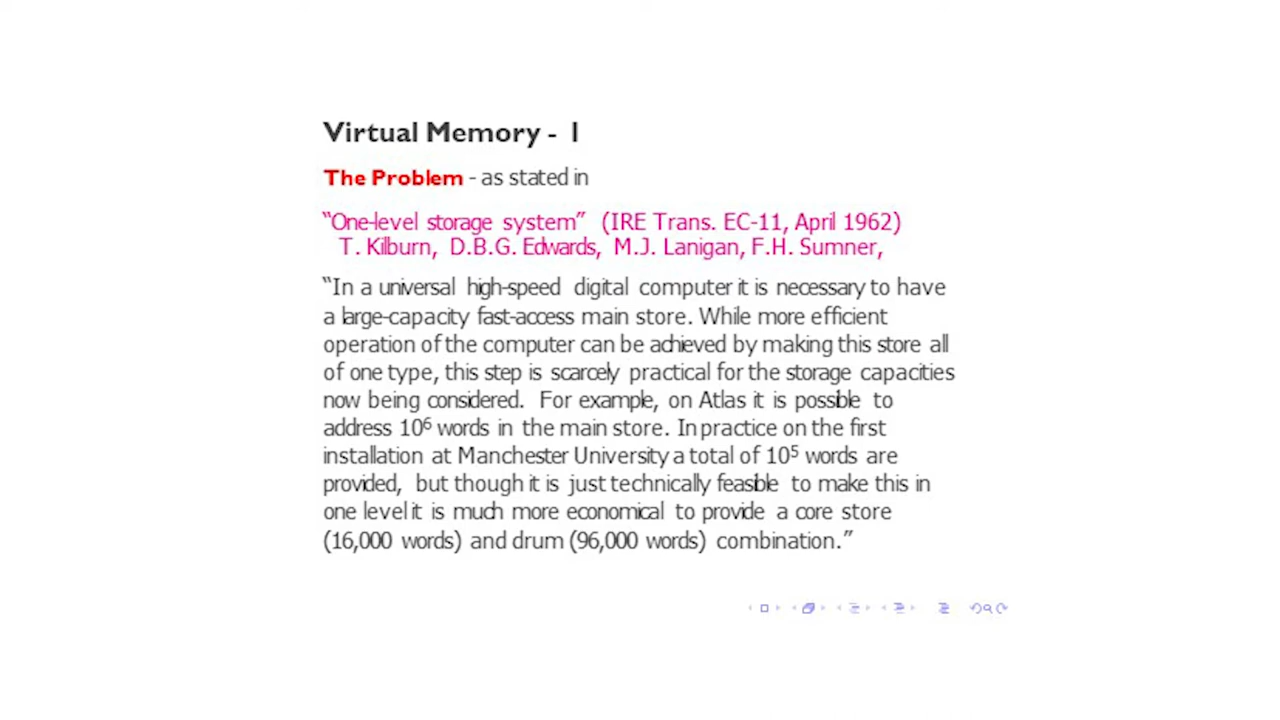 Virtual Memory - 1
The Problem - as stated in
“One-level storage system” (IRE Trans. EC-11, April 1962)
T. Kilburn, D.B.G. Edwards, M.J. Lanigan, F.H. Sumner,
“In a universal high-speed digital computer it is necessary to have
a large-capacity fast-access main store. While more efficient
operation of the computer can be achieved by making this store all
of one type, this step is scarcely practical for the storage capacities
now being considered. For example, on Atlas it is possible to
address 10⁶ words in the main store. In practice on the first
installation at Manchester University a total of 10⁵ words are
provided, but though it is just technically feasible to make this in
one level it is much more economical to provide a core store
(16,000 words) and drum (96,000 words) combination.”